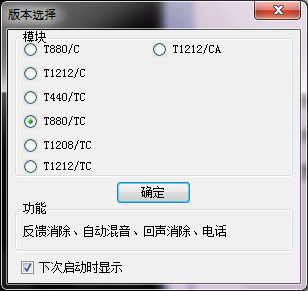 版本选择
模块
T880/C T1212/CA
T1212/C
T440/TC
T880/TC
T1208/TC
T1212/TC
确定
功能
反馈消除、自动混音、回声消除、电话
下次启动时显示